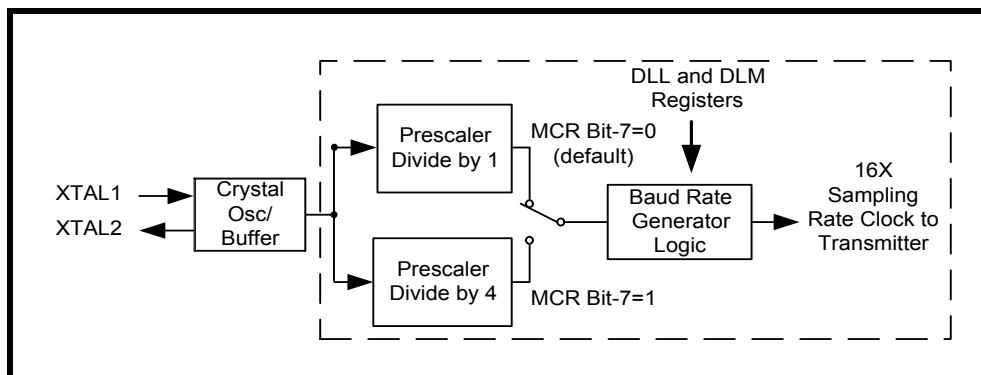 DLL and DLM
Registers
Prescaler
Divide by 1
MCR Bit-7=0
(default)
XTAL1
XTAL2
Crystal
Osc/
Buffer
Baud Rate
Generator
Logic
16X
Sampling
Rate Clock to
Transmitter
Prescaler
Divide by 4
MCR Bit-7=1